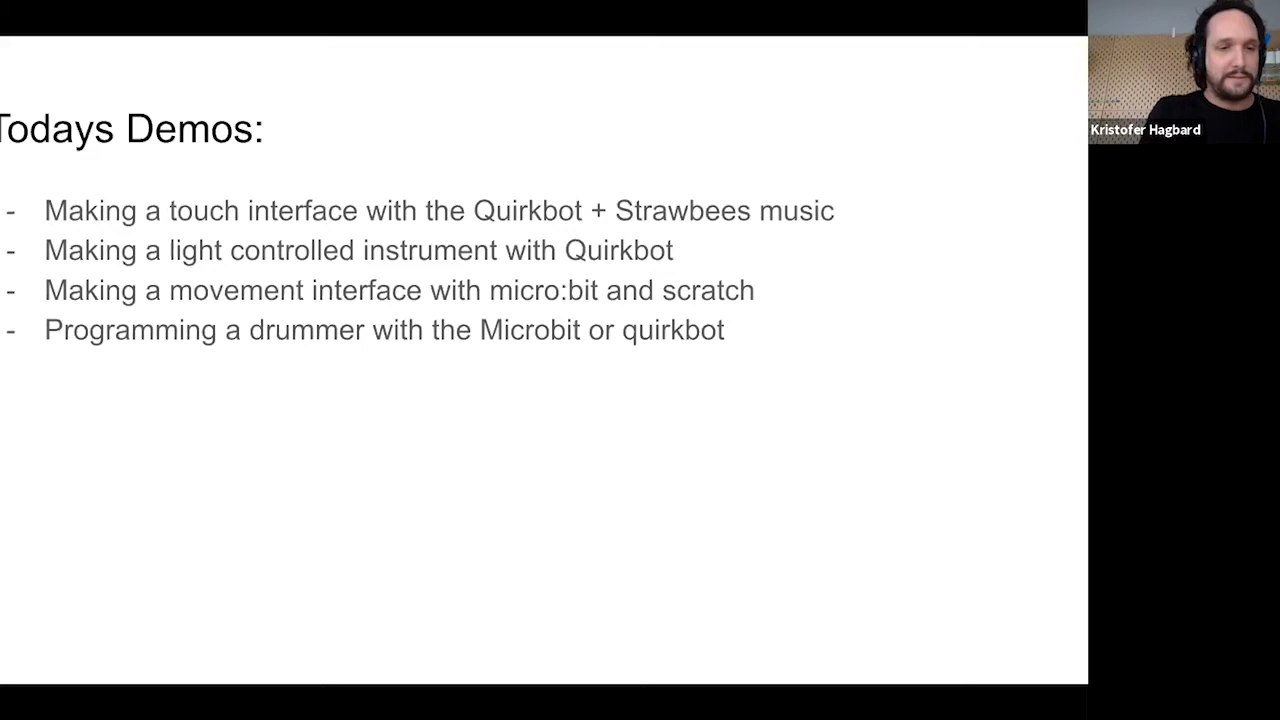 Todays Demos:
- Making a touch interface with the Quirkbot + Strawbees music
- Making a light controlled instrument with Quirkbot
- Making a movement interface with micro:bit and scratch
- Programming a drummer with the Microbit or quirkbot
Kristofer Hagbard